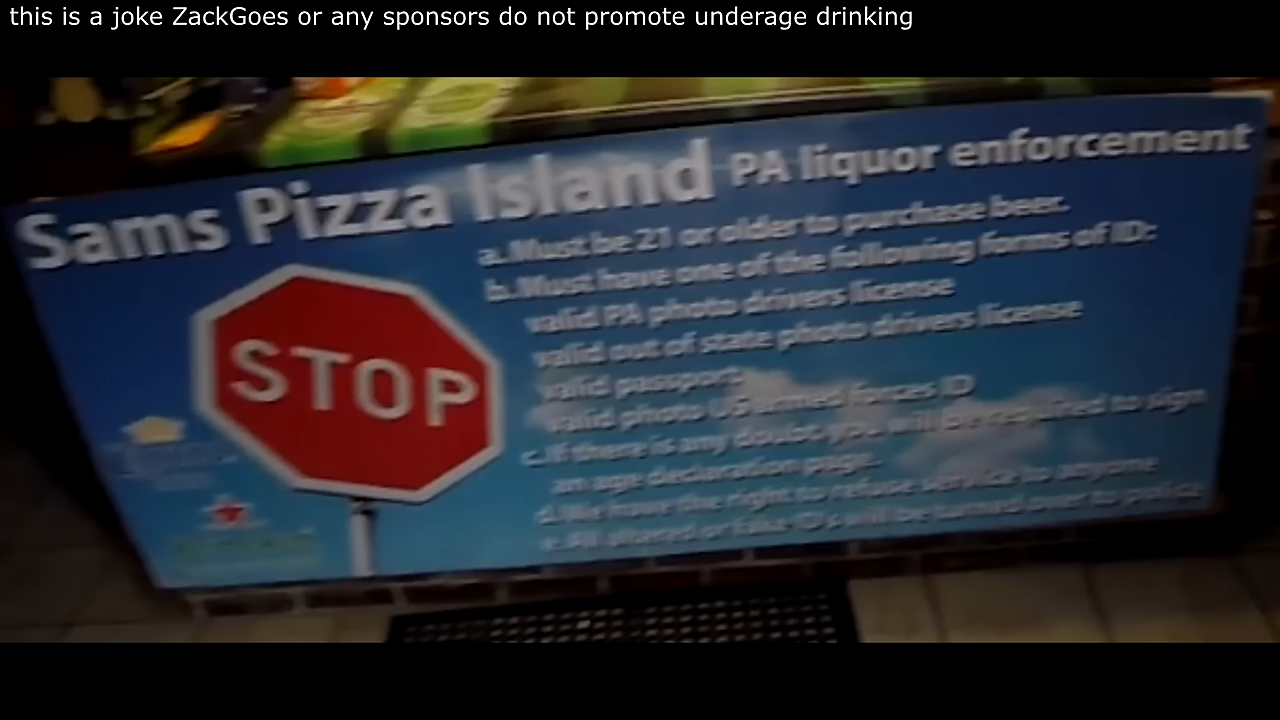 this is a joke ZackGoes or any sponsors do not promote underage drinking
Sams Pizza Island PA liquor enforcement
a. Must be 21 or older to purchase beer.
b. Must have one of the following forms of ID:
valid PA photo drivers license
valid out of state photo drivers license
valid passport
valid photo US armed forces ID
c. If there is any doubt, you will be required to sign
an age declaration page.
d. We have the right to refuse service to anyone
e. All altered or fake ID's will be turned over to police
STOP